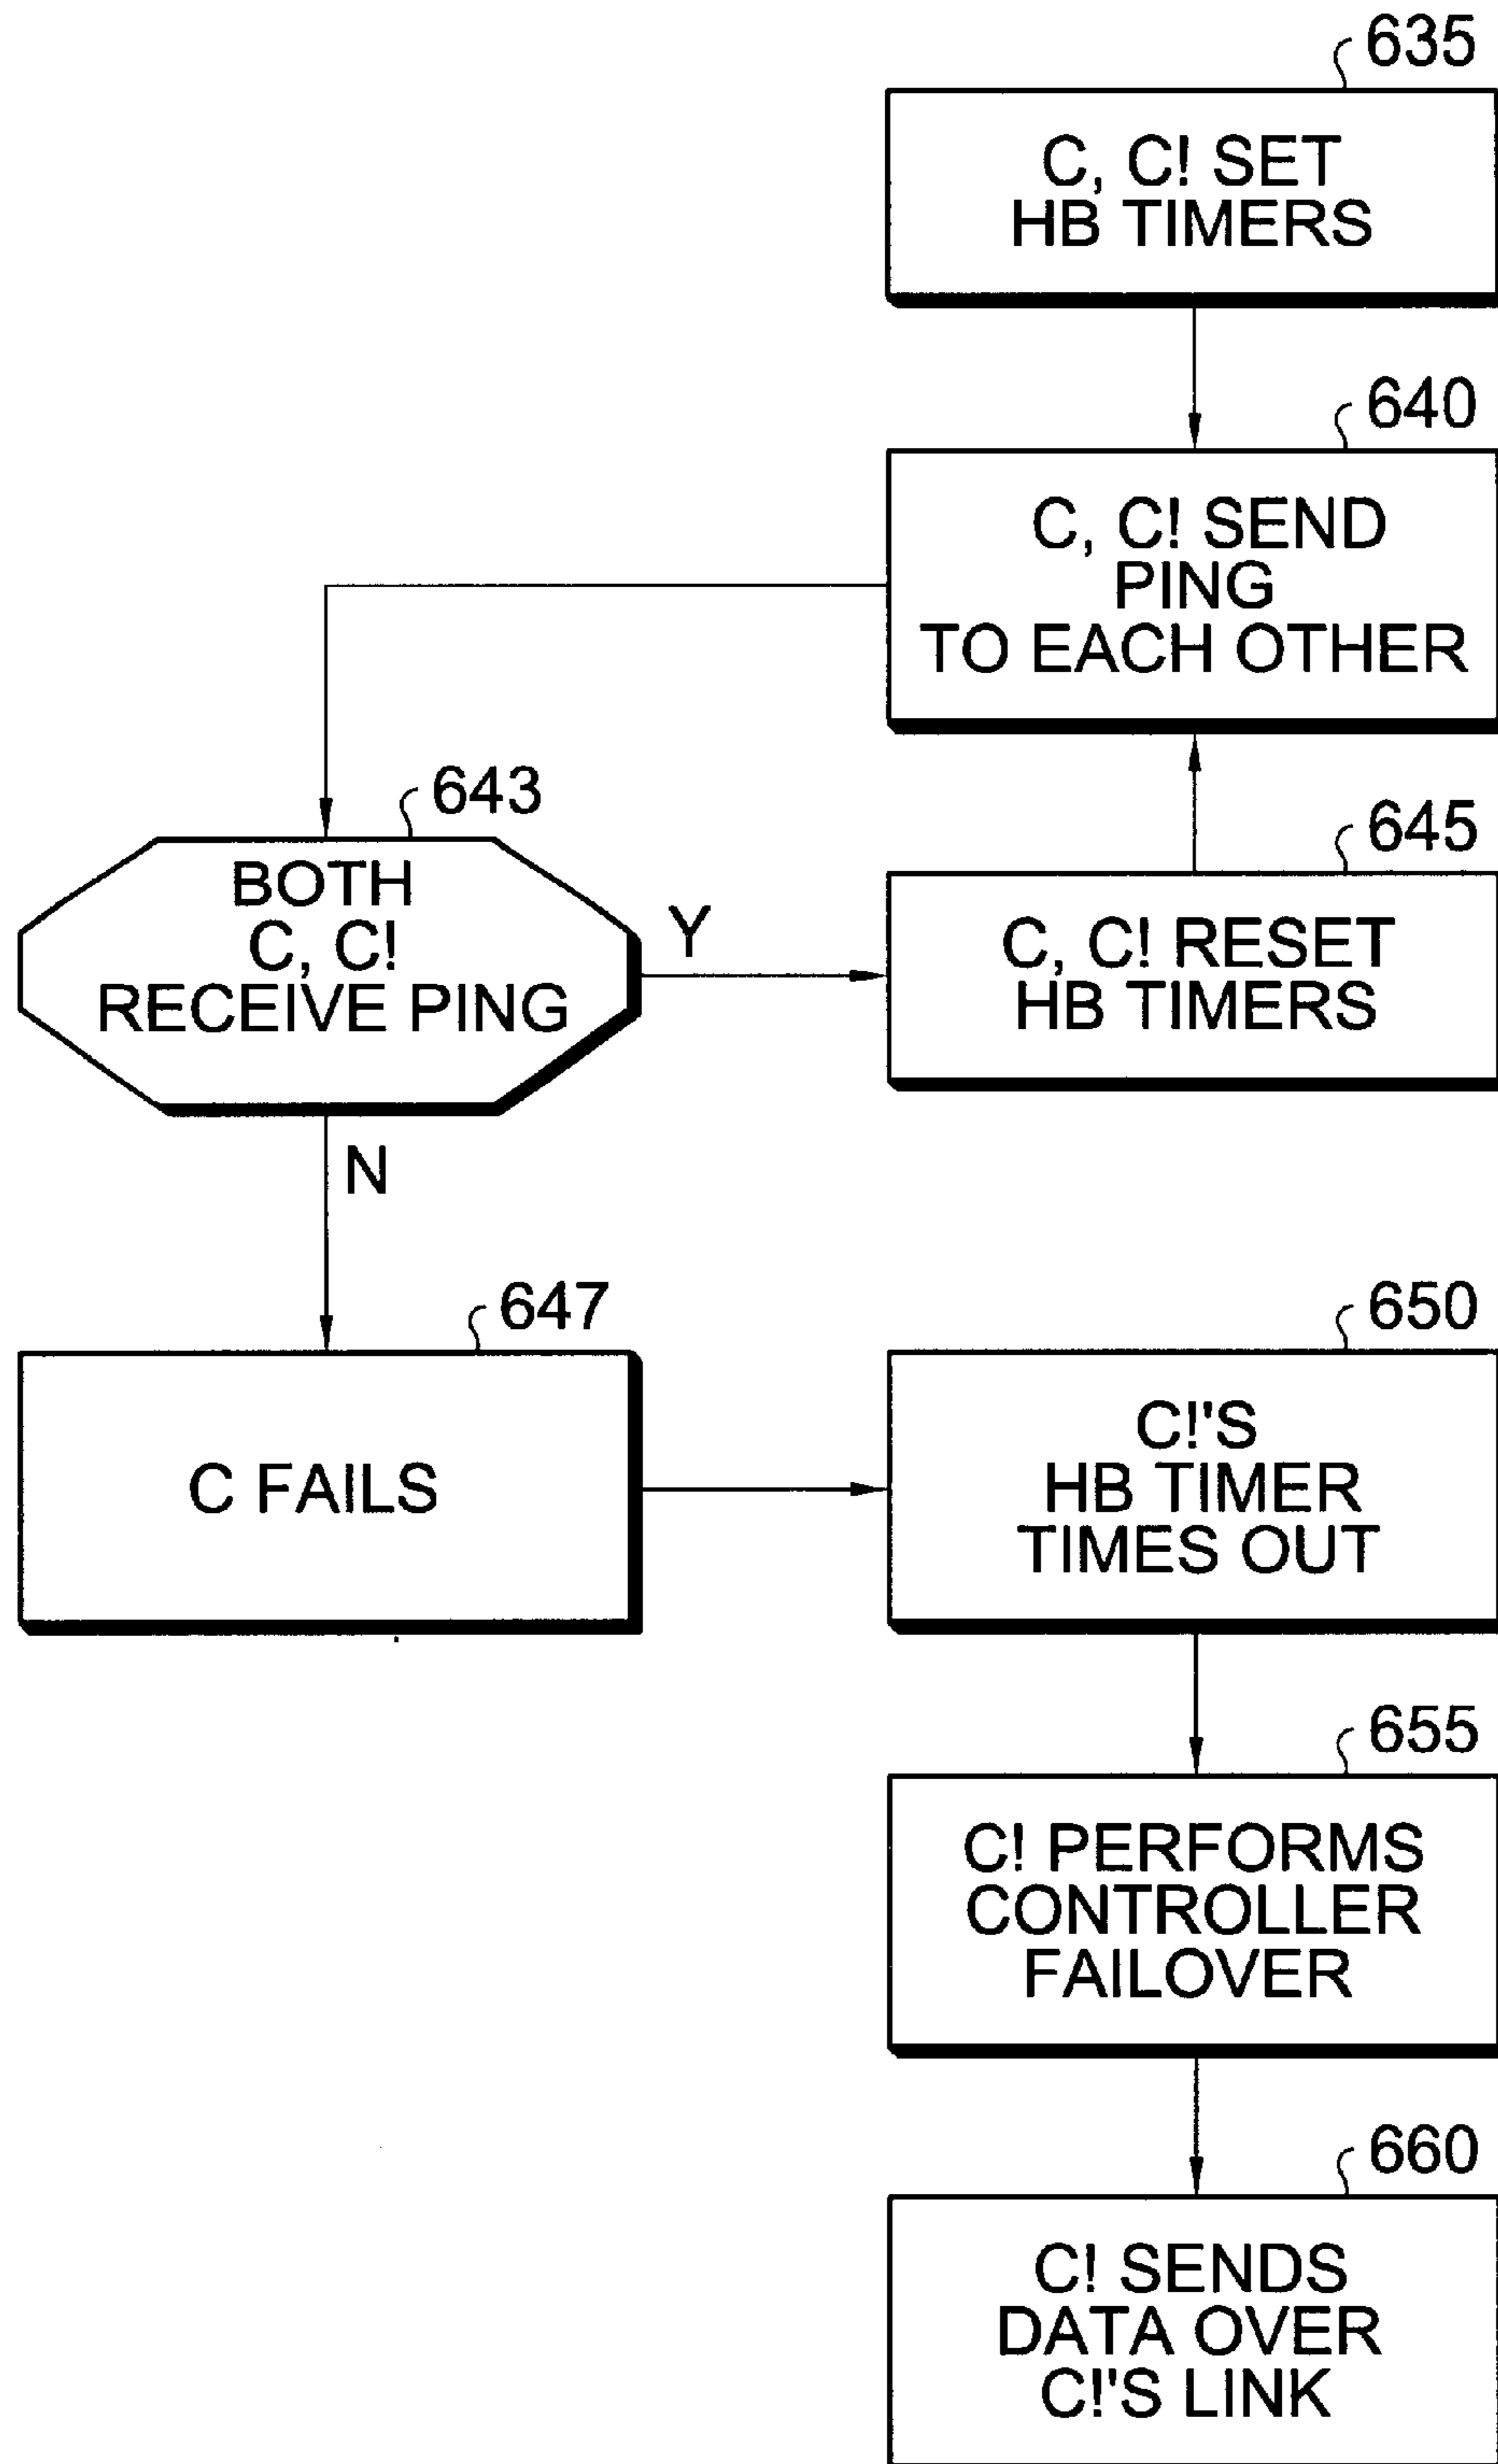 635
C, C! SET
HB TIMERS
640
C, C! SEND
PING
TO EACH OTHER
643
BOTH
C, C!
RECEIVE PING
Y
645
C, C! RESET
HB TIMERS
N
647
C FAILS
650
C!'S
HB TIMER
TIMES OUT
655
C! PERFORMS
CONTROLLER
FAILOVER
660
C! SENDS
DATA OVER
C!'S LINK